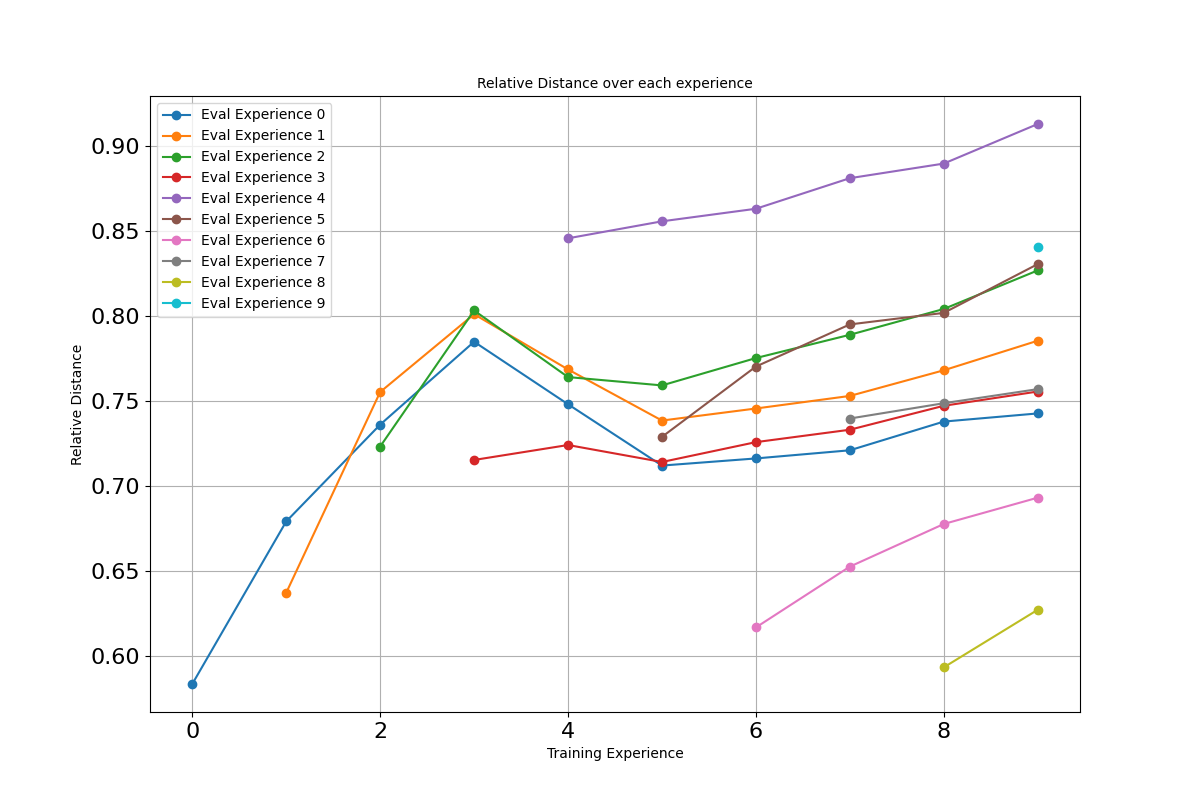 Relative Distance over each experience
Eval Experience 0
Eval Experience 1
Eval Experience 2
Eval Experience 3
Eval Experience 4
Eval Experience 5
Eval Experience 6
Eval Experience 7
Eval Experience 8
Eval Experience 9
0.90
0.85
0.80
0.75
0.70
0.65
0.60
Relative Distance
0 2 4 6 8
Training Experience